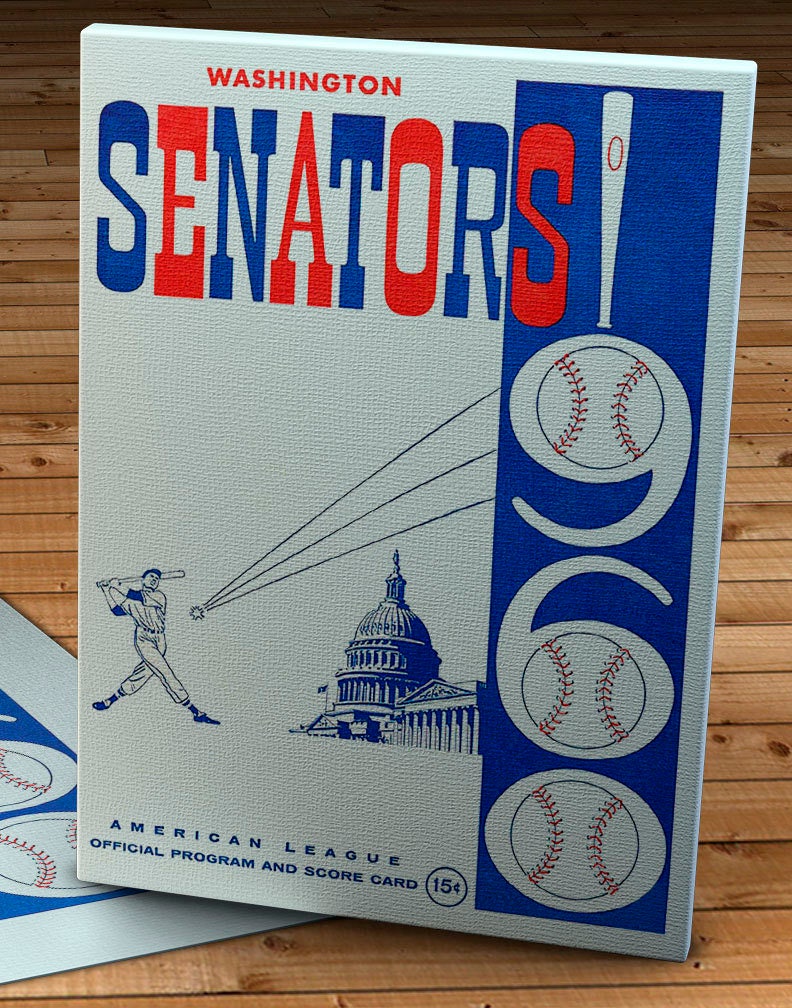 WASHINGTON
SENATORS
1960
AMERICAN LEAGUE
OFFICIAL PROGRAM AND SCORE CARD 15¢